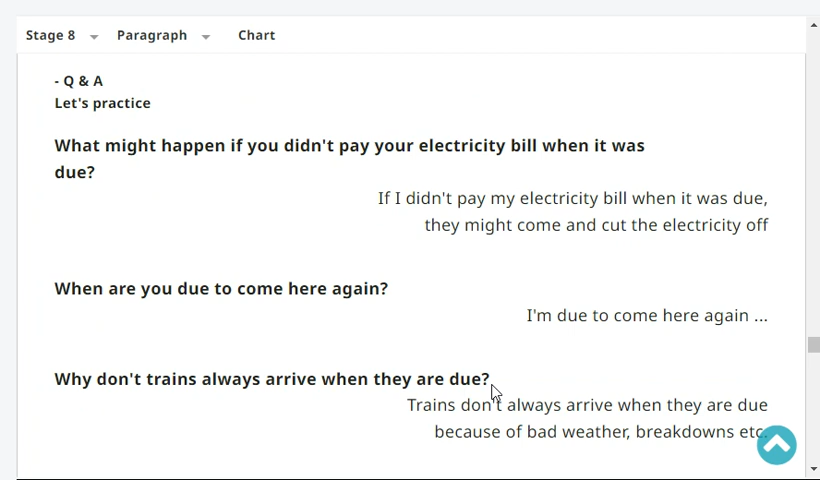 Stage 8 Paragraph Chart
- Q & A
Let's practice
What might happen if you didn't pay your electricity bill when it was
due?
If I didn't pay my electricity bill when it was due,
they might come and cut the electricity off
When are you due to come here again?
I'm due to come here again ...
Why don't trains always arrive when they are due?
Trains don't always arrive when they are due
because of bad weather, breakdowns etc.